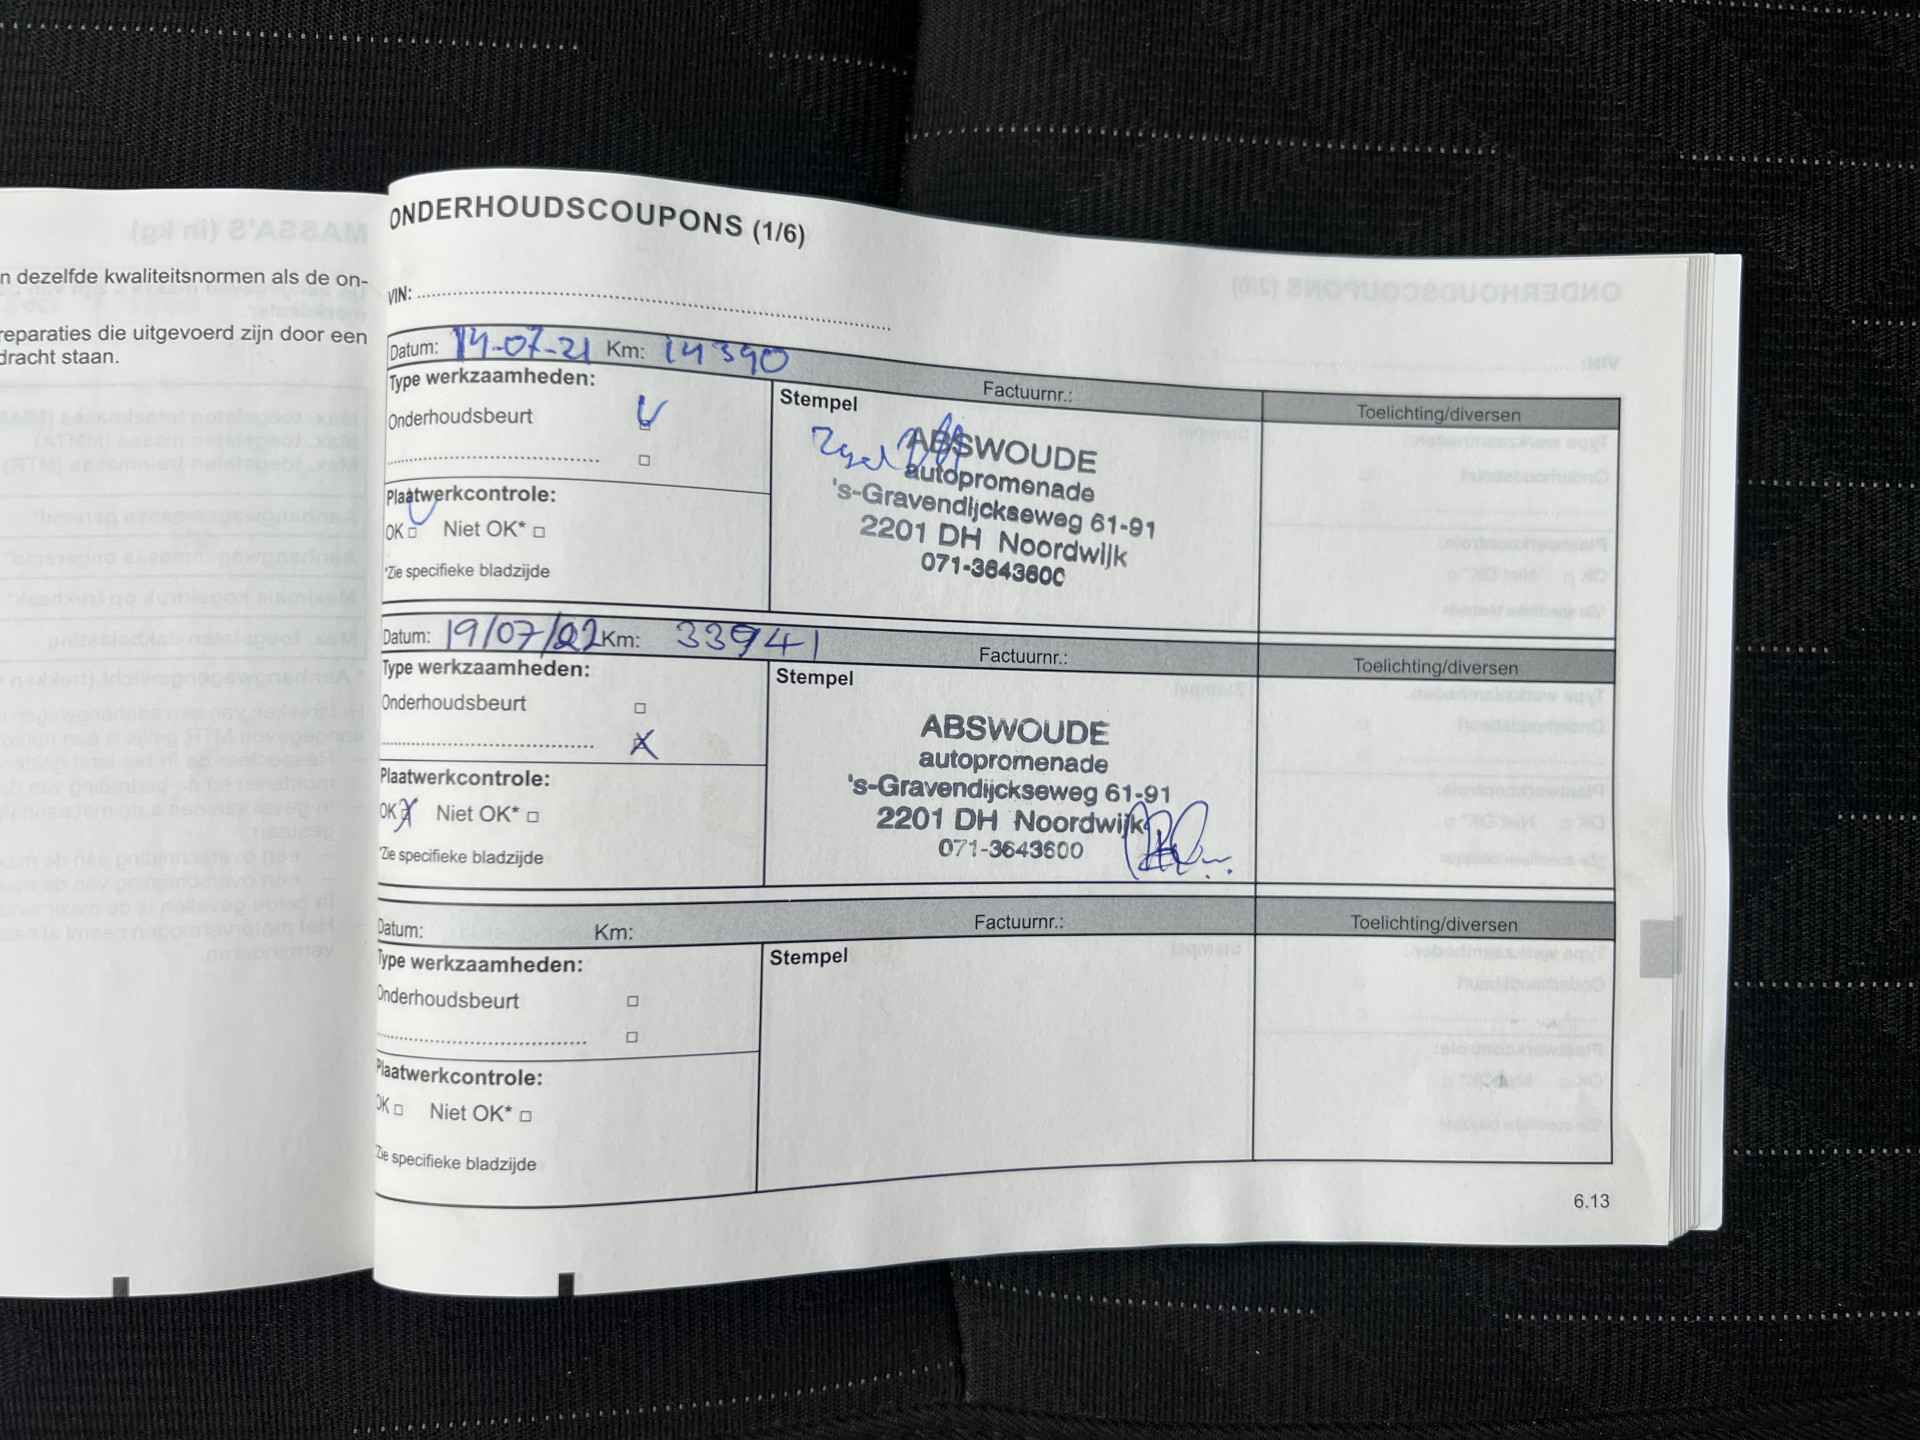 n dezelfde kwaliteitsnormen als de on-
reparaties die uitgevoerd zijn door een
dracht staan.
ONDERHOUDSCOUPONS (1/6)
VIN:
Datum: 14-07-21 Km: 14390
Factuurnr.:
Toelichting/diversen
Type werkzaamheden:
Onderhoudsbeurt
Plaatwerkcontrole:
OK Niet OK*
*Zie specifieke bladzijde
Stempel
ABSWOUDE
autopromenade
's-Gravendijckseweg 61-91
2201 DH Noordwijk
071-3643600
Datum: 19/07/22 Km: 33941
Factuurnr.:
Toelichting/diversen
Type werkzaamheden:
Onderhoudsbeurt
Plaatwerkcontrole:
OK Niet OK*
*Zie specifieke bladzijde
Stempel
ABSWOUDE
autopromenade
's-Gravendijckseweg 61-91
2201 DH Noordwijk
071-3643600
Datum: Km:
Factuurnr.:
Toelichting/diversen
Type werkzaamheden:
Onderhoudsbeurt
Plaatwerkcontrole:
OK Niet OK*
*Zie specifieke bladzijde
Stempel
6.13